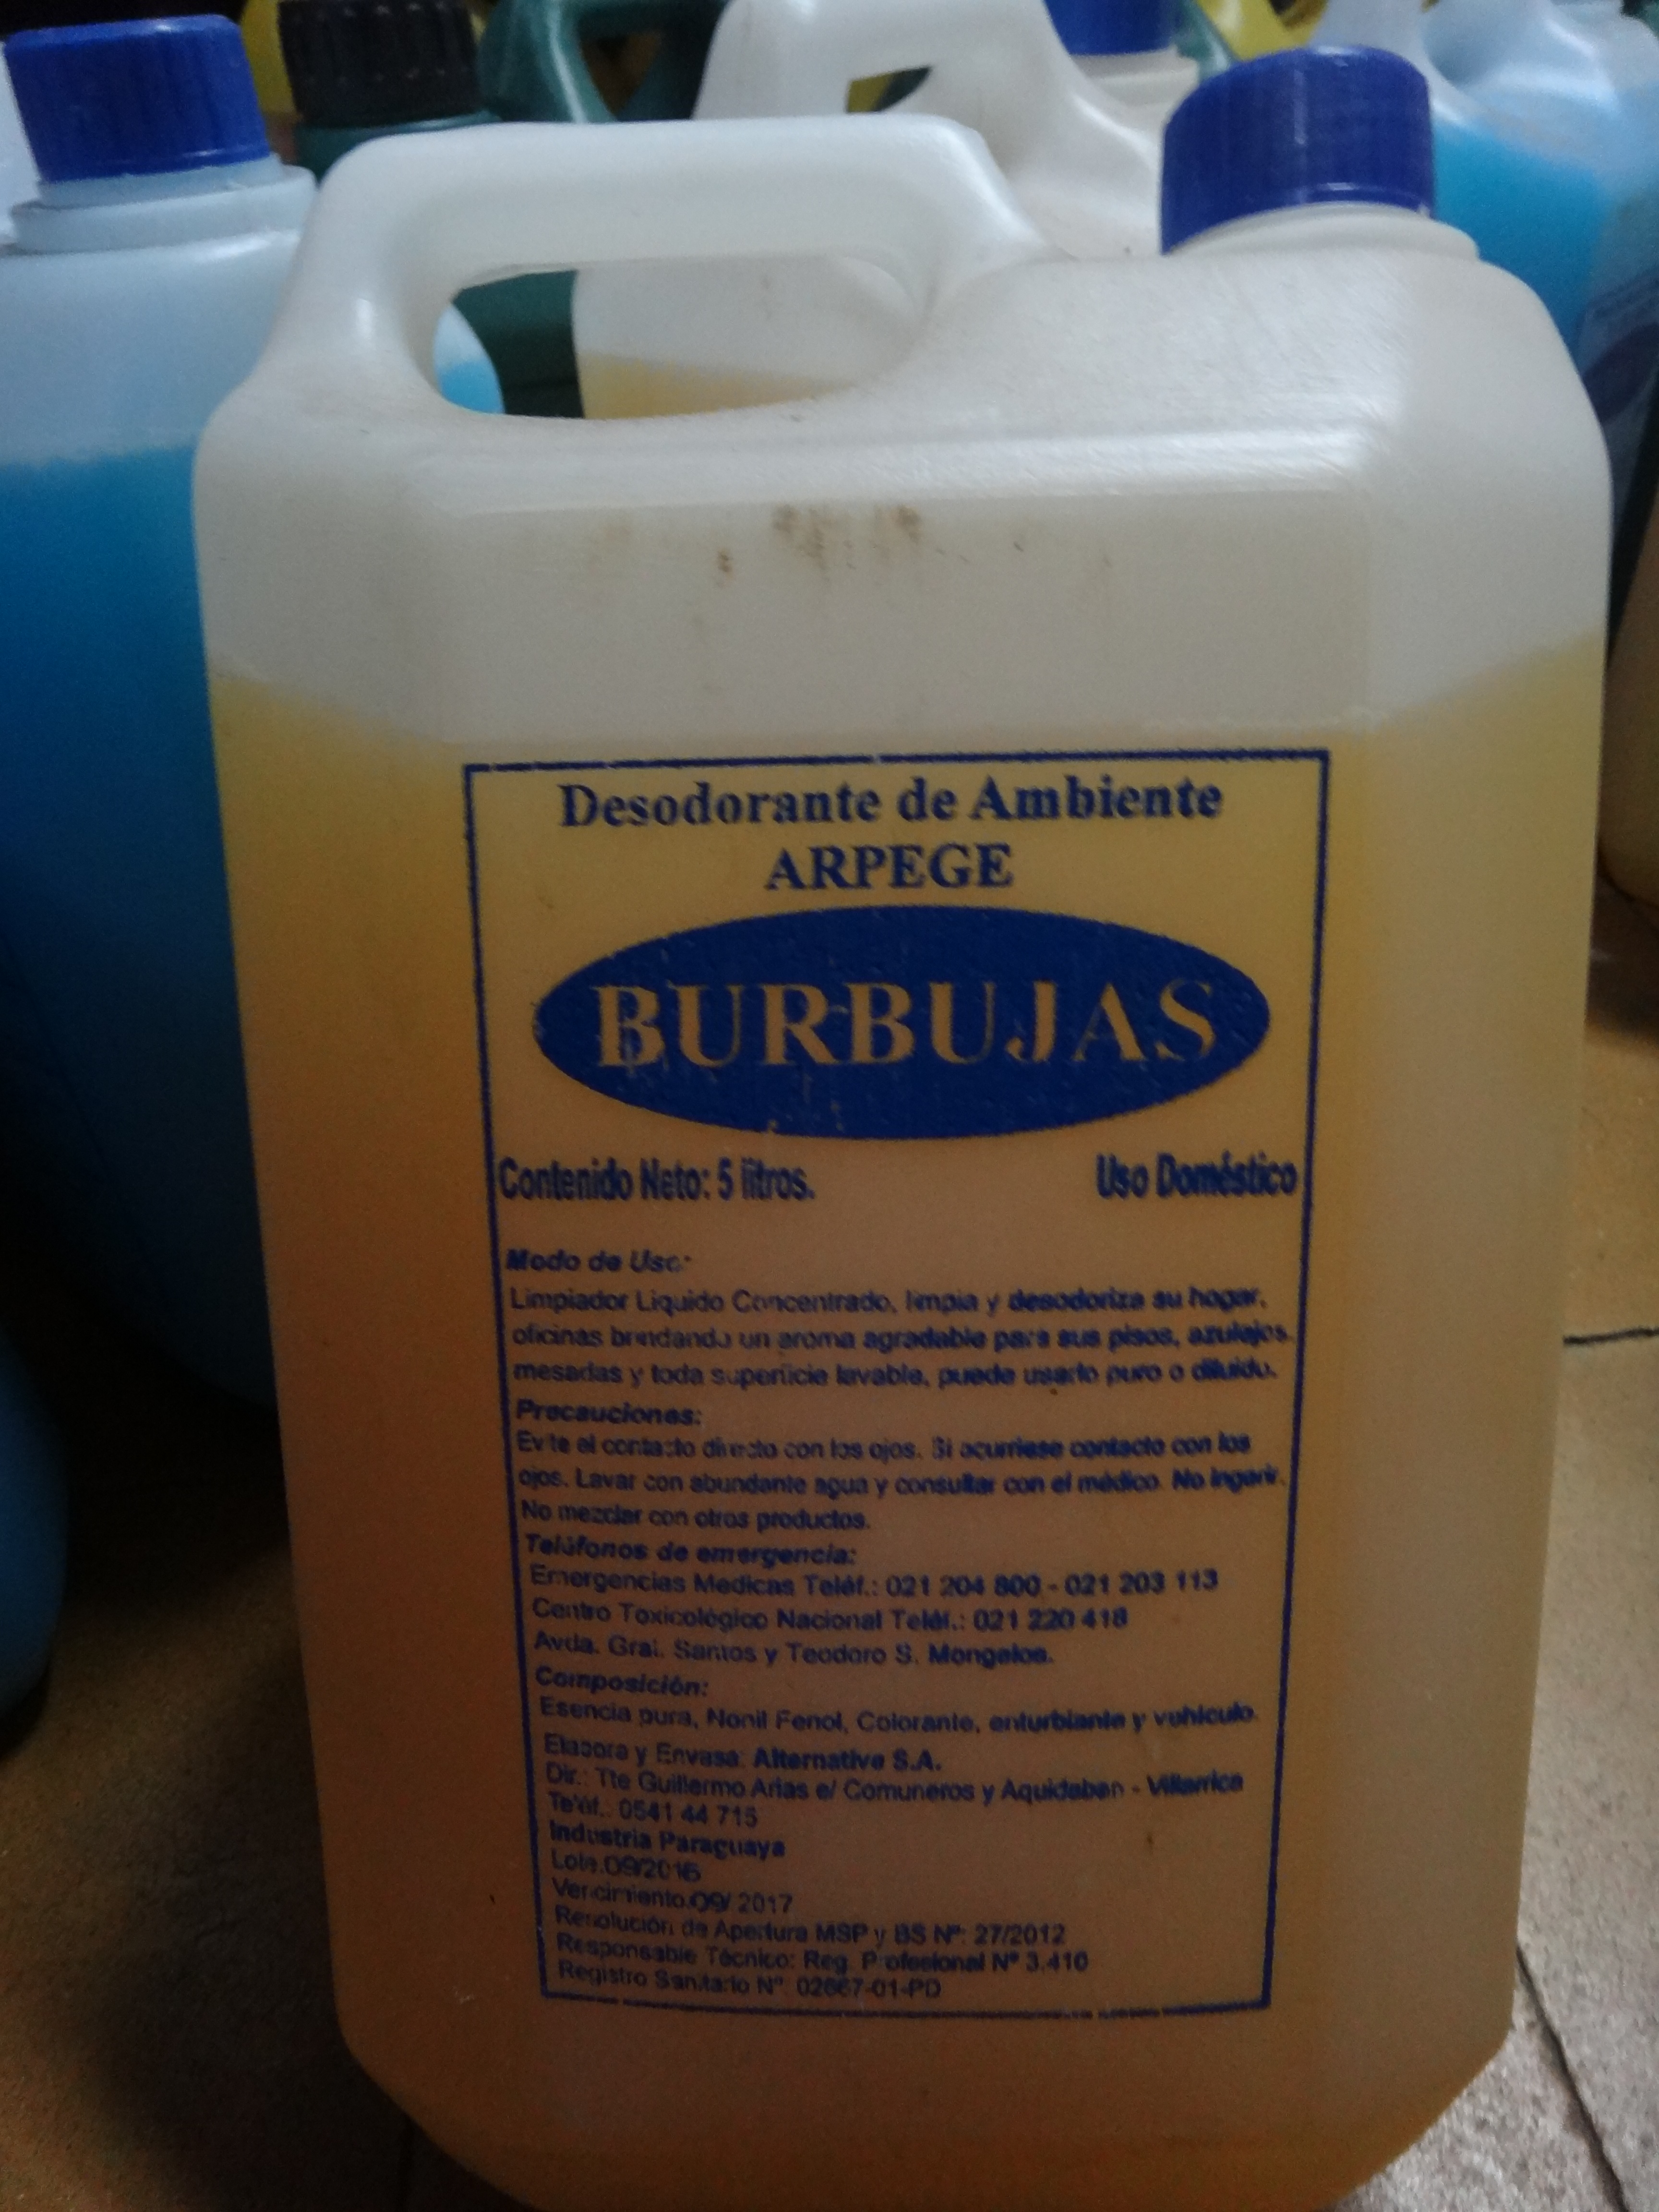 Desodorante de Ambiente
ARPEGE
BURBUJAS
Contenido Neto: 5 litros.
Uso Doméstico
Modo de Uso:
Limpiador Liquido Concentrado, limpia y desodoriza su hogar,
oficinas brindando un aroma agradable para sus pisos, azulejos,
mesadas y toda superficie lavable, puede usarlo puro o diluido.
Precauciones:
Evite el contacto directo con los ojos. Si ocurriese contacto con los
ojos. Lavar con abundante agua y consultar con el médico. No ingerir.
No mezclar con otros productos.
Teléfonos de emergencia:
Emergencias Medicas Teléf.: 021 204 800 - 021 203 113
Centro Toxicológico Nacional Teléf.: 021 220 418
Avda. Gral. Santos y Teodoro S. Mongelos.
Composición:
Esencia pura, Nonil Fenol, Colorante, enturbiante y vehiculo.
Elabora y Envasa: Alternativa S.A.
Dir.: Tte Guillermo Arias e/ Comuneros y Aquidaban - Villarrica
Teléf.: 0541 44 715
Industria Paraguaya
Lote.09/2016
Vencimiento.09/ 2017
Resolución de Apertura MSP y BS Nº: 27/2012
Responsable Técnico: Reg. Profesional Nº 3.410
Registro Sanitario Nº: 02667-01-PD